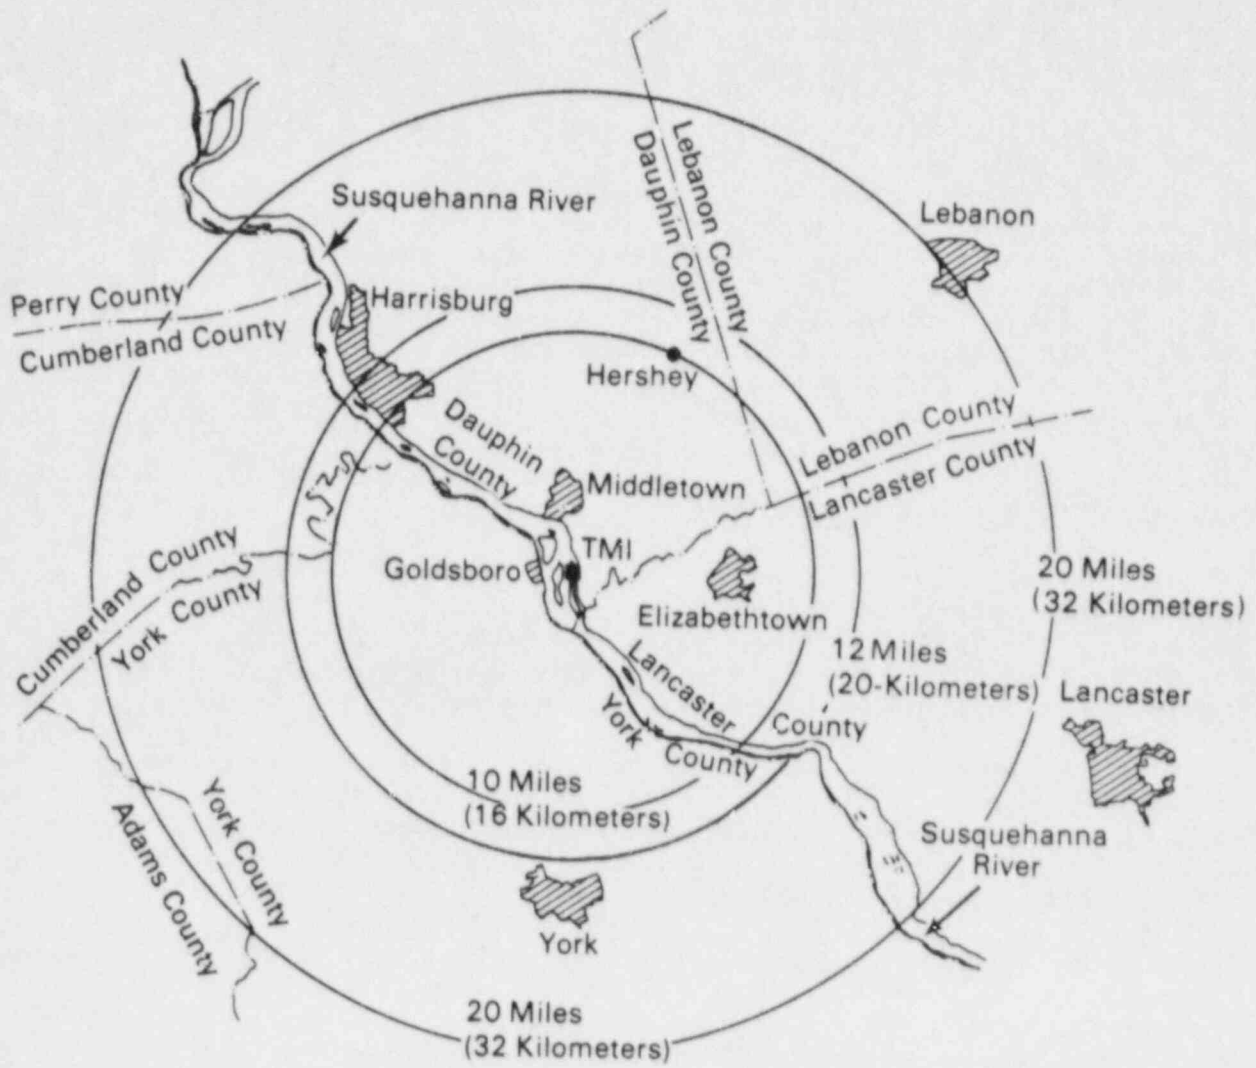 Lebanon County
Dauphin County
Susquehanna River
Lebanon
Perry County
Cumberland County
Harrisburg
Hershey
Dauphin
County
Lebanon County
Lancaster County
Middletown
TMI
Goldsboro
Elizabethtown
Cumberland County
York County
20 Miles
(32 Kilometers)
12 Miles
(20-Kilometers)
Lancaster
Lancaster
County
York
County
10 Miles
(16 Kilometers)
York County
Adams County
Susquehanna
River
York
20 Miles
(32 Kilometers)